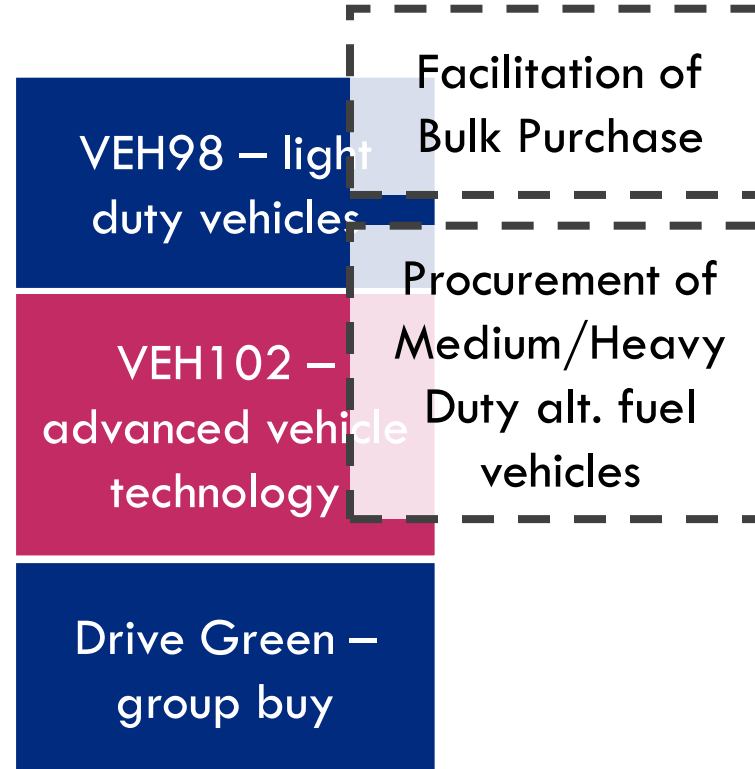 VEH98 – light
duty vehicles
VEH102 –
advanced vehicle
technology
Drive Green –
group buy
Facilitation of
Bulk Purchase
Procurement of
Medium/Heavy
Duty alt. fuel
vehicles